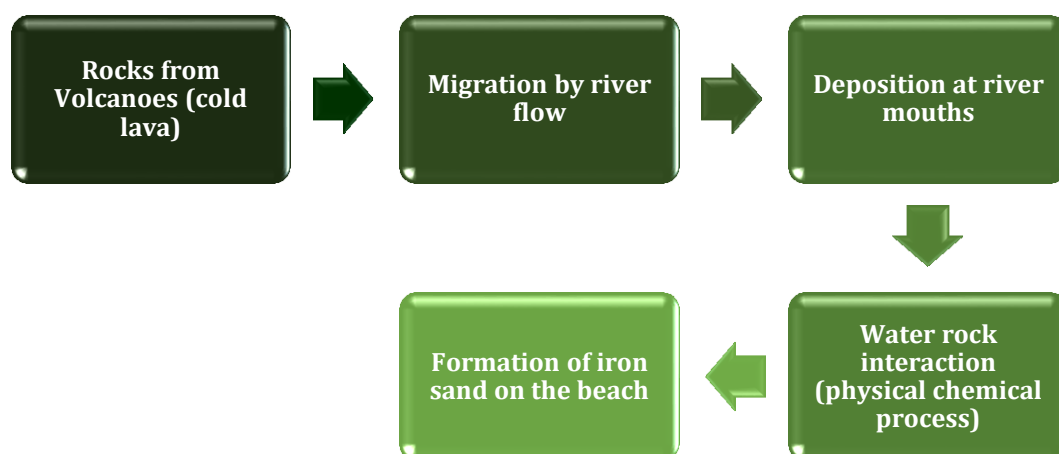 Rocks from
Volcanoes (cold
lava)
Migration by river
flow
Deposition at river
mouths
Water rock
interaction
(physical chemical
process)
Formation of iron
sand on the beach